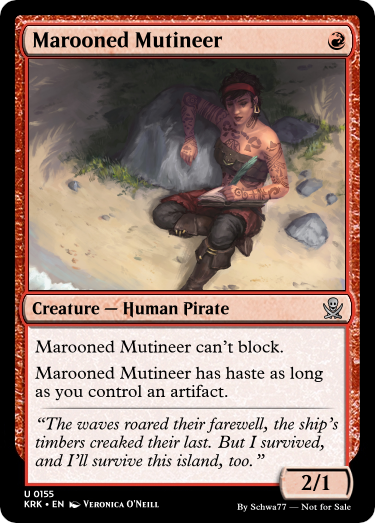 Marooned Mutineer
Creature — Human Pirate
Marooned Mutineer can't block.
Marooned Mutineer has haste as long
as you control an artifact.
"The waves roared their farewell, the ship's
timbers creaked their last. But I survived,
and I'll survive this island, too."
2/1
U 0155
KRK • EN Veronica O'Neill
By Schwa77 — Not for Sale